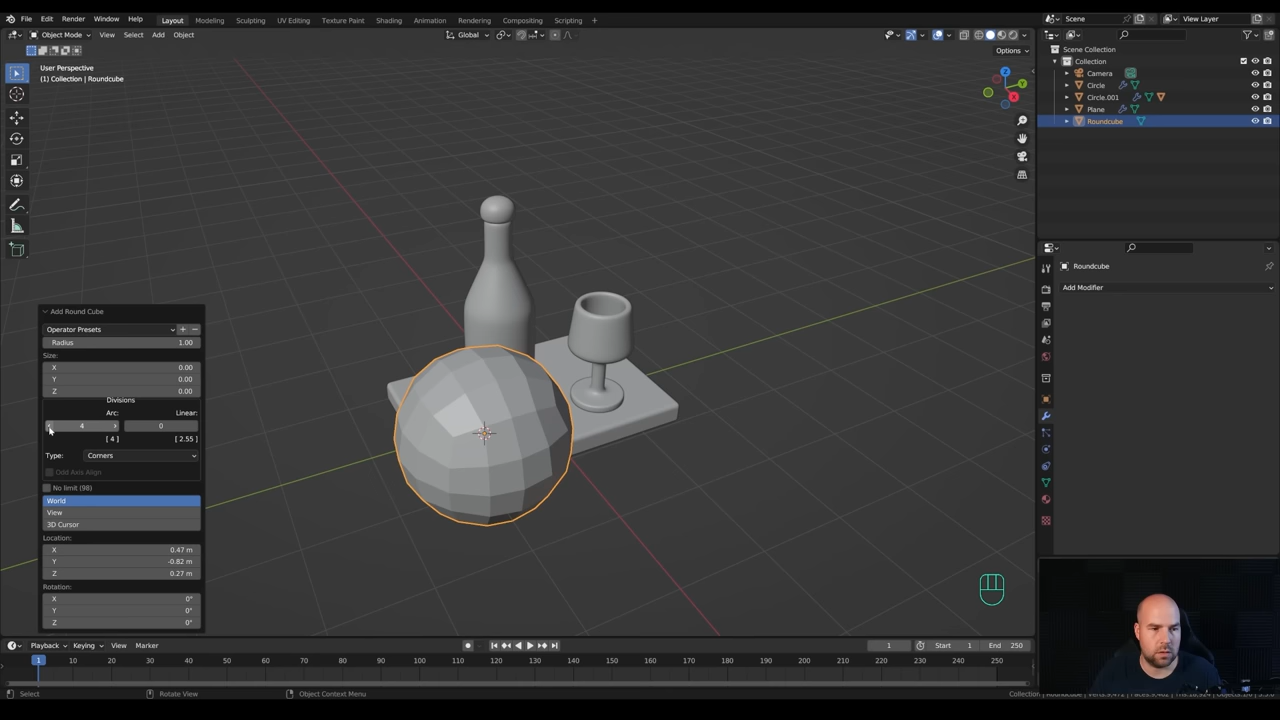 File Edit Render Window Help Layout Modeling Sculpting UV Editing Texture Paint Shading Animation Rendering Compositing Scripting + Scene View Layer
Object Mode View Select Add Object Global
Options
User Perspective
(1) Collection | Roundcube
Z
Y
X
Scene Collection
Collection
Camera
Circle
Circle.001
Plane
Roundcube
Roundcube
Add Modifier
Add Round Cube
Operator Presets
Radius 1.00
Size:
X 0.00
Y 0.00
Z 0.00
Divisions
Arc: Linear:
4 0
[ 4 ] [ 2.55 ]
Type: Corners
Odd Axis Align
No limit (98)
World
View
3D Cursor
Location:
X 0.47 m
Y -0.82 m
Z 0.27 m
Rotation:
X 0°
Y 0°
Z 0°
Playback Keying View Marker 1 Start 1 End 250
1 10 20 30 40 50 60 70 80 90 100 110 120 130 140 150 160 170 180 190 200 210 220 230 240 250
Select Rotate View Object Context Menu